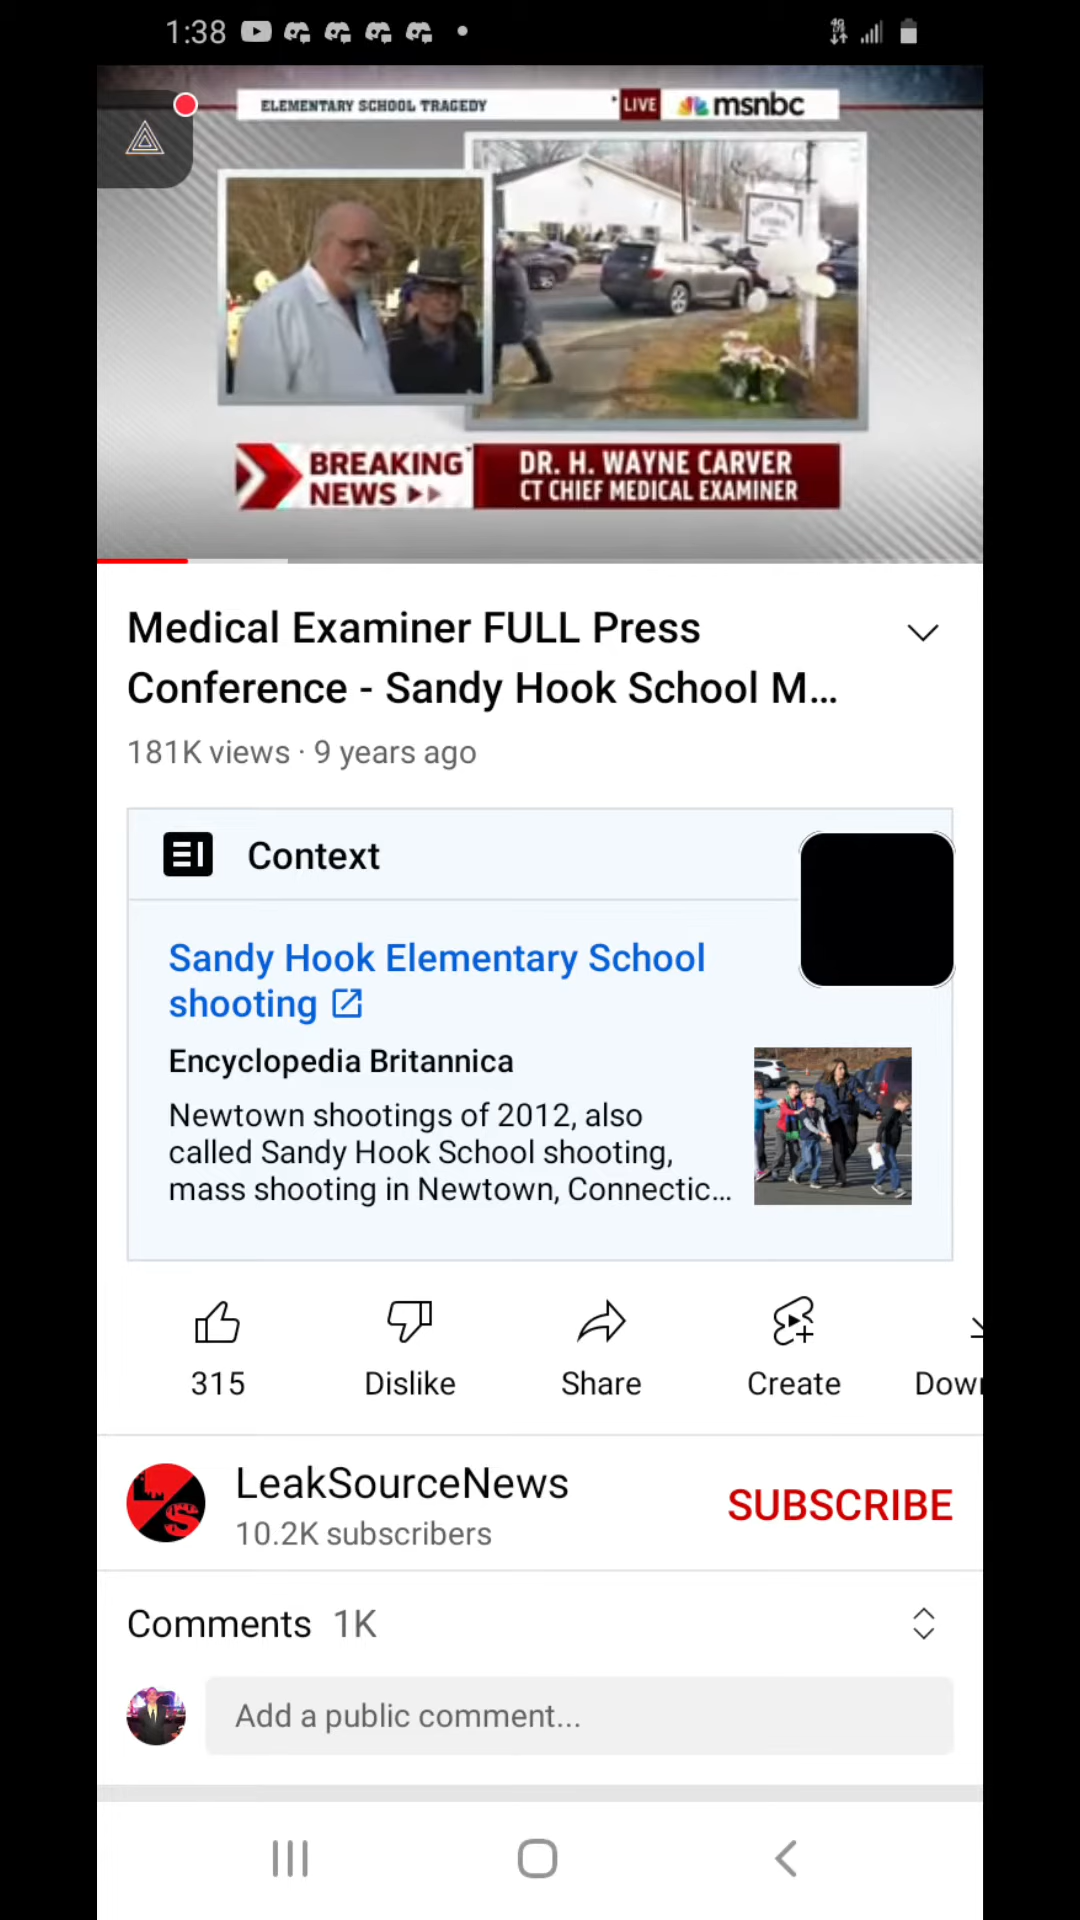 1:38
ELEMENTARY SCHOOL TRAGEDY
LIVE msnbc
BREAKING NEWS
DR. H. WAYNE CARVER
CT CHIEF MEDICAL EXAMINER
Medical Examiner FULL Press
Conference - Sandy Hook School M...
181K views · 9 years ago
Context
Sandy Hook Elementary School
shooting
Encyclopedia Britannica
Newtown shootings of 2012, also
called Sandy Hook School shooting,
mass shooting in Newtown, Connectic...
315
Dislike
Share
Create
Down
LeakSourceNews
10.2K subscribers
SUBSCRIBE
Comments 1K
Add a public comment...